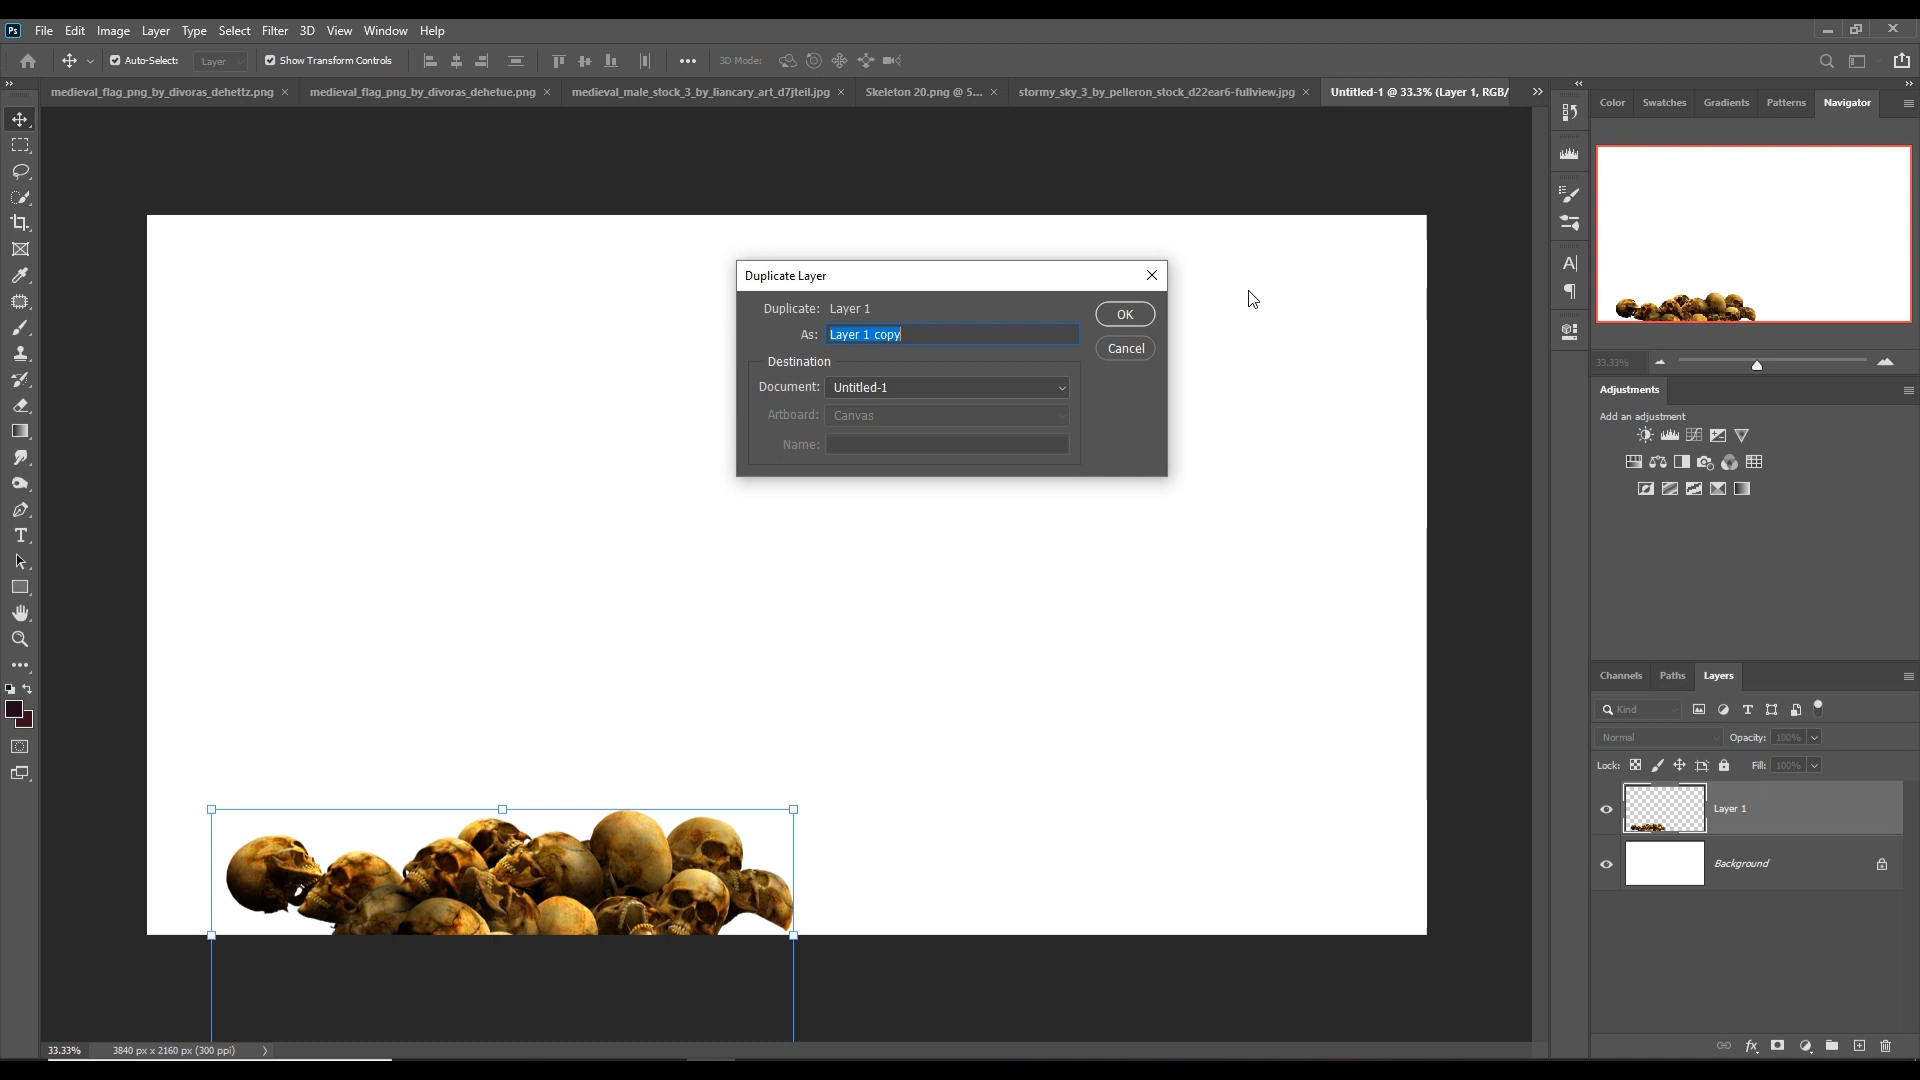 Ps File Edit Image Layer Type Select Filter 3D View Window Help
Auto-Select: Layer Show Transform Controls 3D Mode:
medieval_flag_png_by_divoras_dehettz.png medieval_flag_png_by_divoras_dehetue.png medieval_male_stock_3_by_liancary_art_d7jteil.jpg Skeleton 20.png @ 5... stormy_sky_3_by_pelleron_stock_d22ear6-fullview.jpg Untitled-1 @ 33.3% (Layer 1, RGB/
Color Swatches Gradients Patterns Navigator
Duplicate Layer
Duplicate: Layer 1
As: Layer 1 copy
OK
Cancel
Destination
Document: Untitled-1
Artboard: Canvas
Name:
33.33%
Adjustments
Add an adjustment
Channels Paths Layers
Kind
Normal Opacity: 100%
Lock: Fill: 100%
Layer 1
Background
33.33% 3840 px x 2160 px (300 ppi)